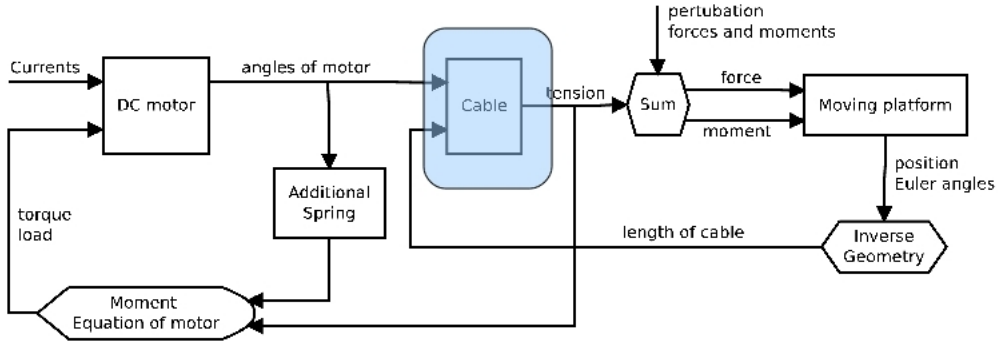 pertubation
forces and moments
Currents
angles of motor
DC motor
Cable
tension
Sum
force
moment
Moving platform
Additional
Spring
position
Euler angles
torque
load
length of cable
Inverse
Geometry
Moment
Equation of motor